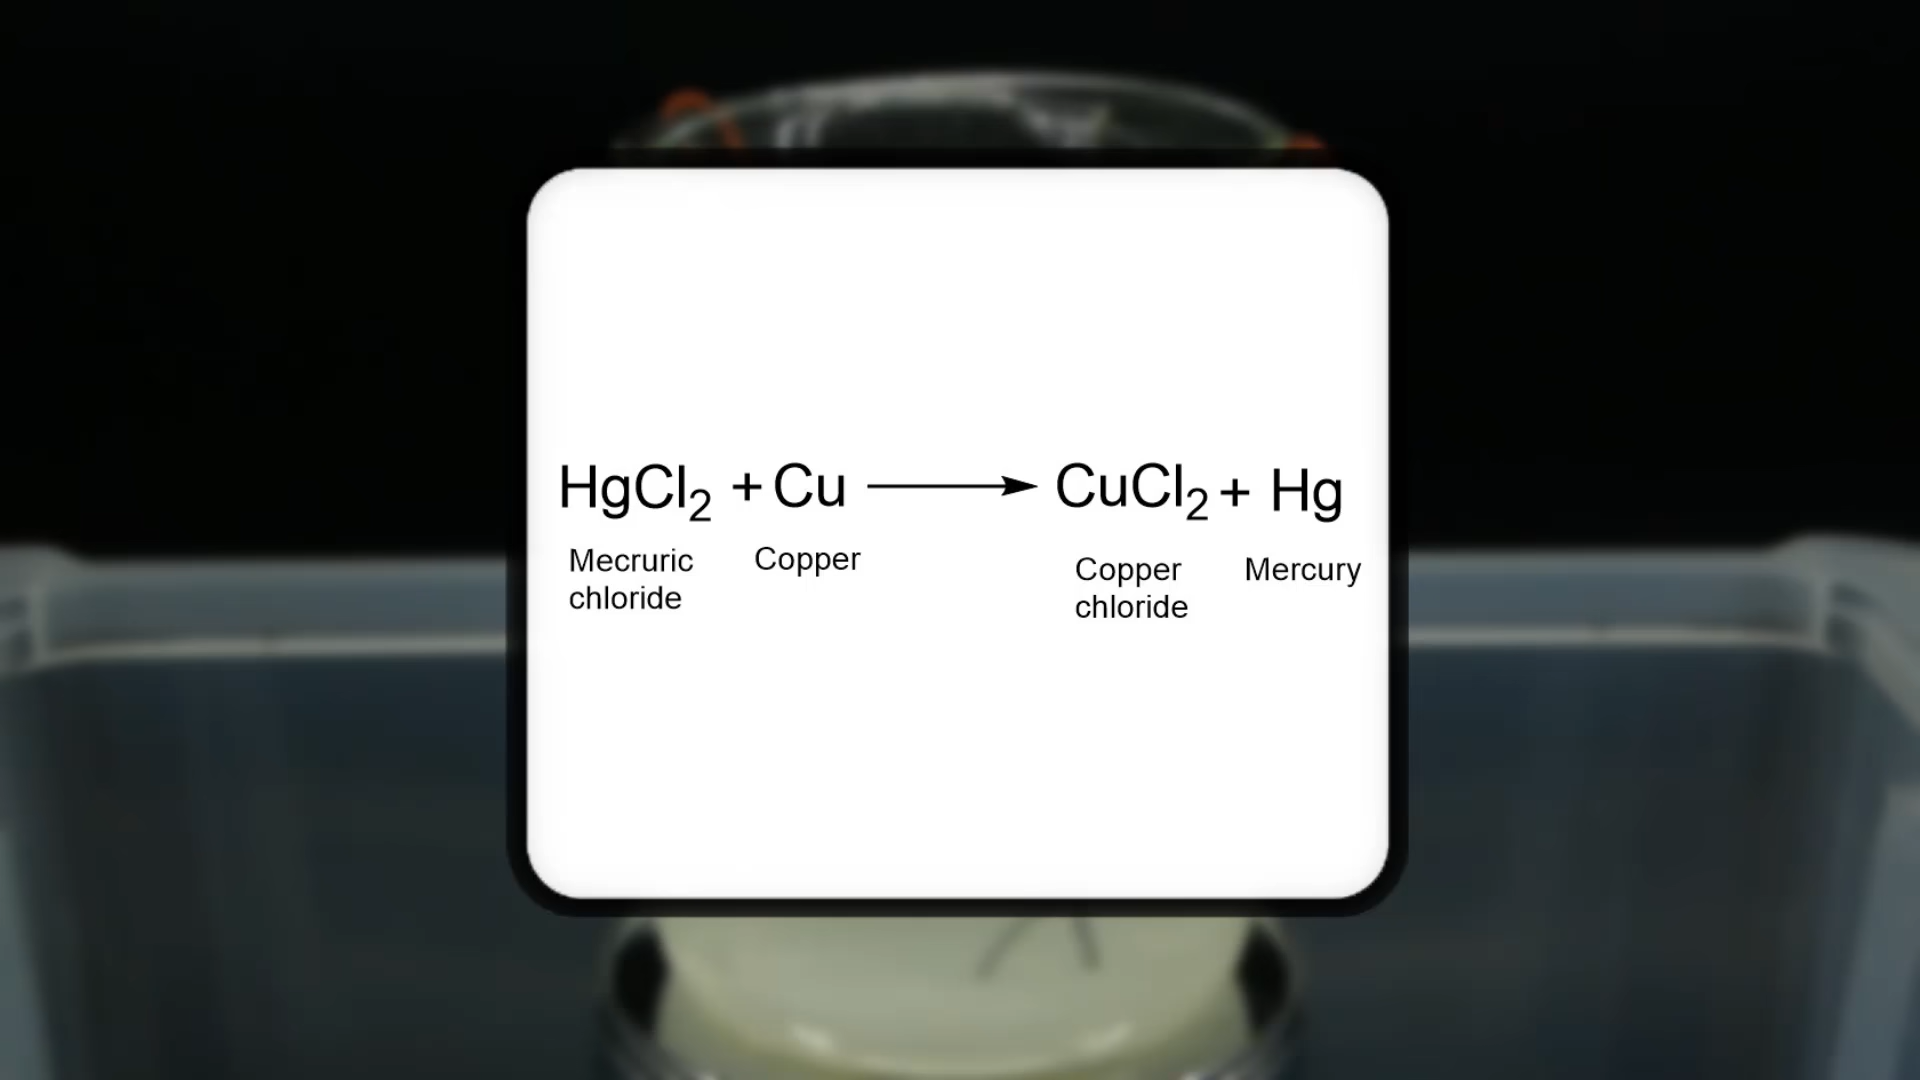 HgCl₂ + Cu ⟶ CuCl₂ + Hg
Mecruric chloride
Copper
Copper chloride
Mercury